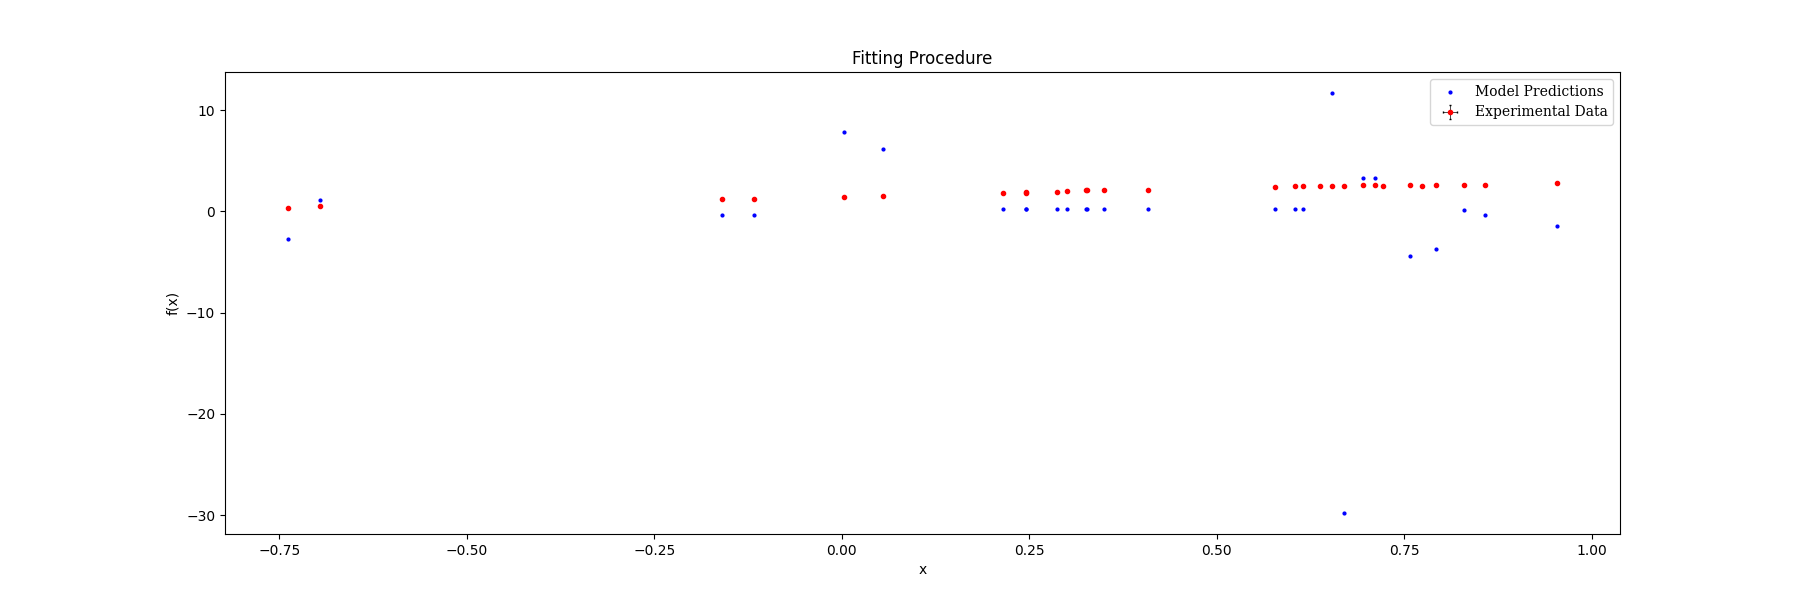 Fitting Procedure
Model Predictions
Experimental Data
10
0
−10
−20
−30
f(x)
−0.75
−0.50
−0.25
0.00
0.25
0.50
0.75
1.00
x